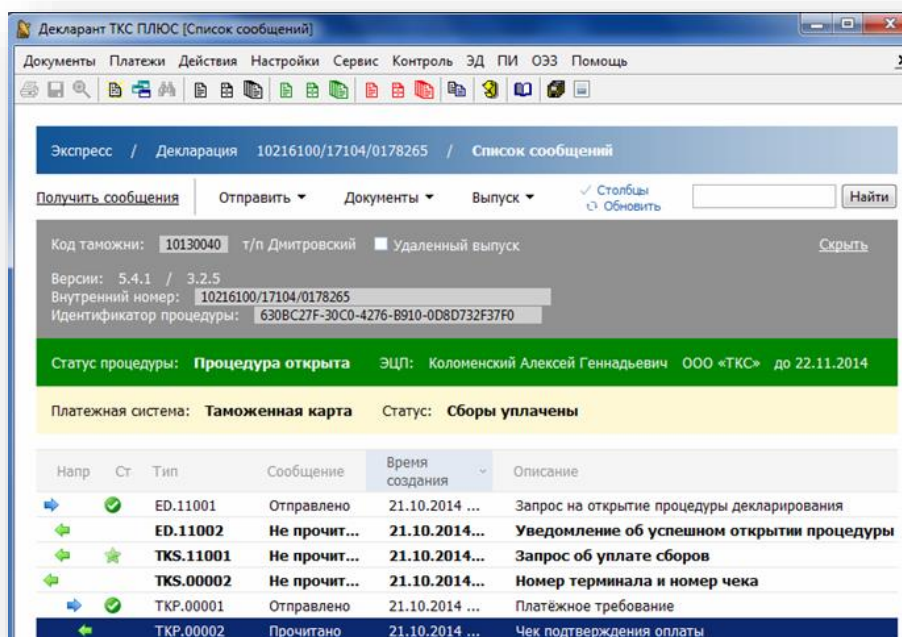 Декларант ТКС ПЛЮС [Список сообщений]
Документы Платежи Действия Настройки Сервис Контроль ЭД ПИ ОЭЗ Помощь
Экспресс / Декларация 10216100/17104/0178265 / Список сообщений
Получить сообщения Отправить Документы Выпуск Столбцы Обновить Найти
Код таможни: 10130040 т/п Дмитровский Удаленный выпуск Скрыть
Версии: 5.4.1 / 3.2.5
Внутренний номер: 10216100/17104/0178265
Идентификатор процедуры: 630BC27F-30C0-4276-B910-0D8D732F37F0
Статус процедуры: Процедура открыта ЭЦП: Коломенский Алексей Геннадьевич ООО «ТКС» до 22.11.2014
Платежная система: Таможенная карта Статус: Сборы уплачены
Напр Ст Тип Сообщение Время создания Описание
ED.11001 Отправлено 21.10.2014 ... Запрос на открытие процедуры декларирования
ED.11002 Не прочит... 21.10.2014... Уведомление об успешном открытии процедуры
TKS.11001 Не прочит... 21.10.2014... Запрос об уплате сборов
TKS.00002 Не прочит... 21.10.2014... Номер терминала и номер чека
TKP.00001 Отправлено 21.10.2014 ... Платёжное требование
TKP.00002 Прочитано 21.10.2014 ... Чек подтверждения оплаты